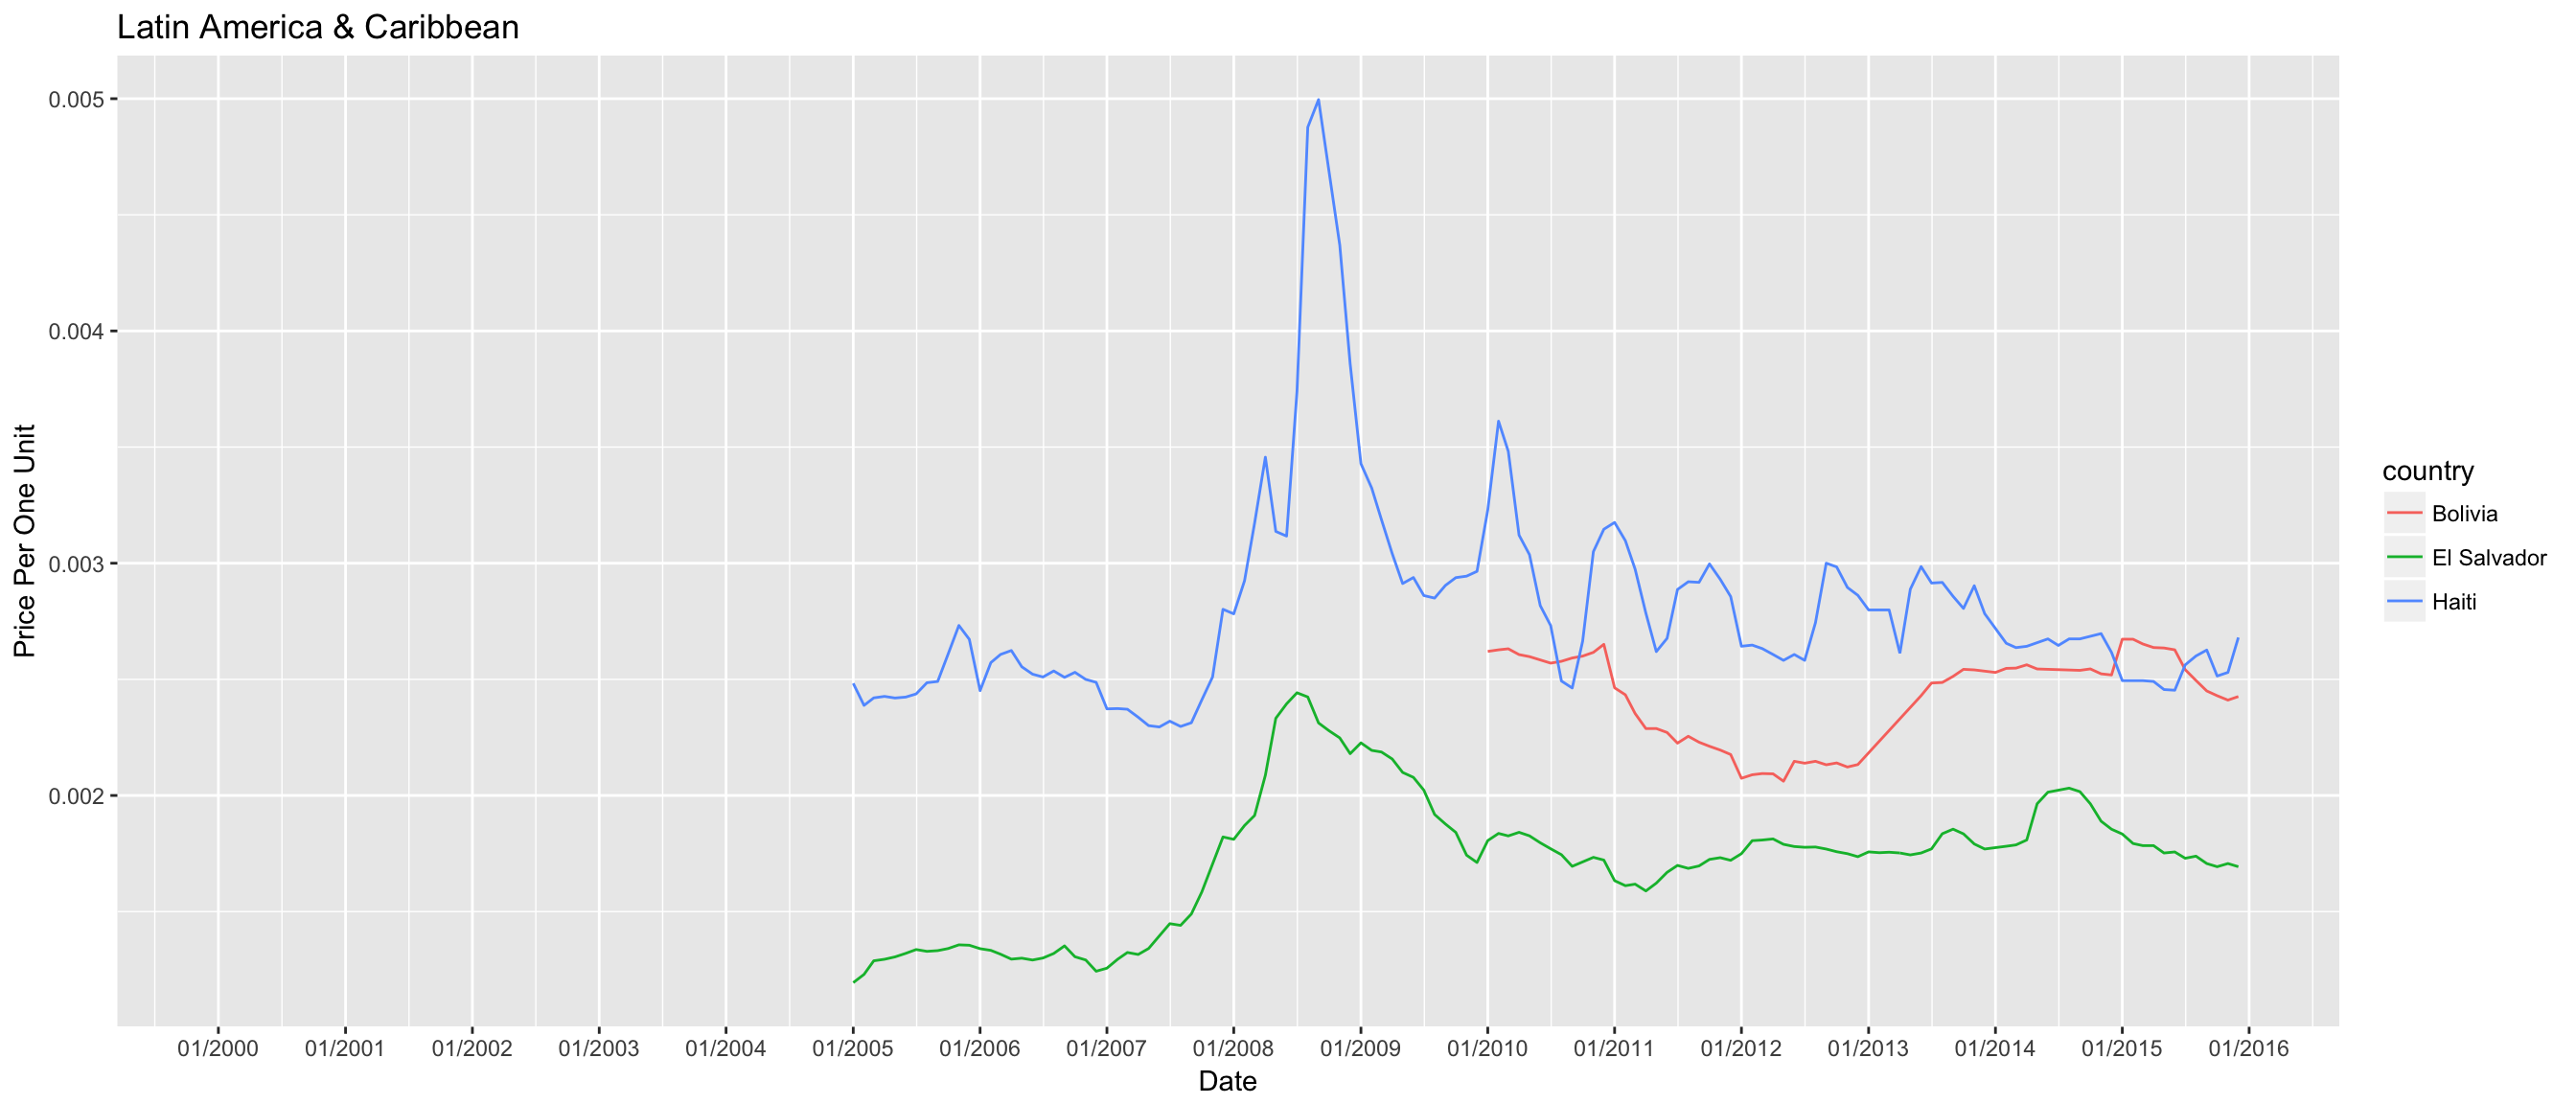 Latin America & Caribbean
0.005
0.004
0.003
0.002
Price Per One Unit
01/2000 01/2001 01/2002 01/2003 01/2004 01/2005 01/2006 01/2007 01/2008 01/2009 01/2010 01/2011 01/2012 01/2013 01/2014 01/2015 01/2016
Date
country
Bolivia
El Salvador
Haiti